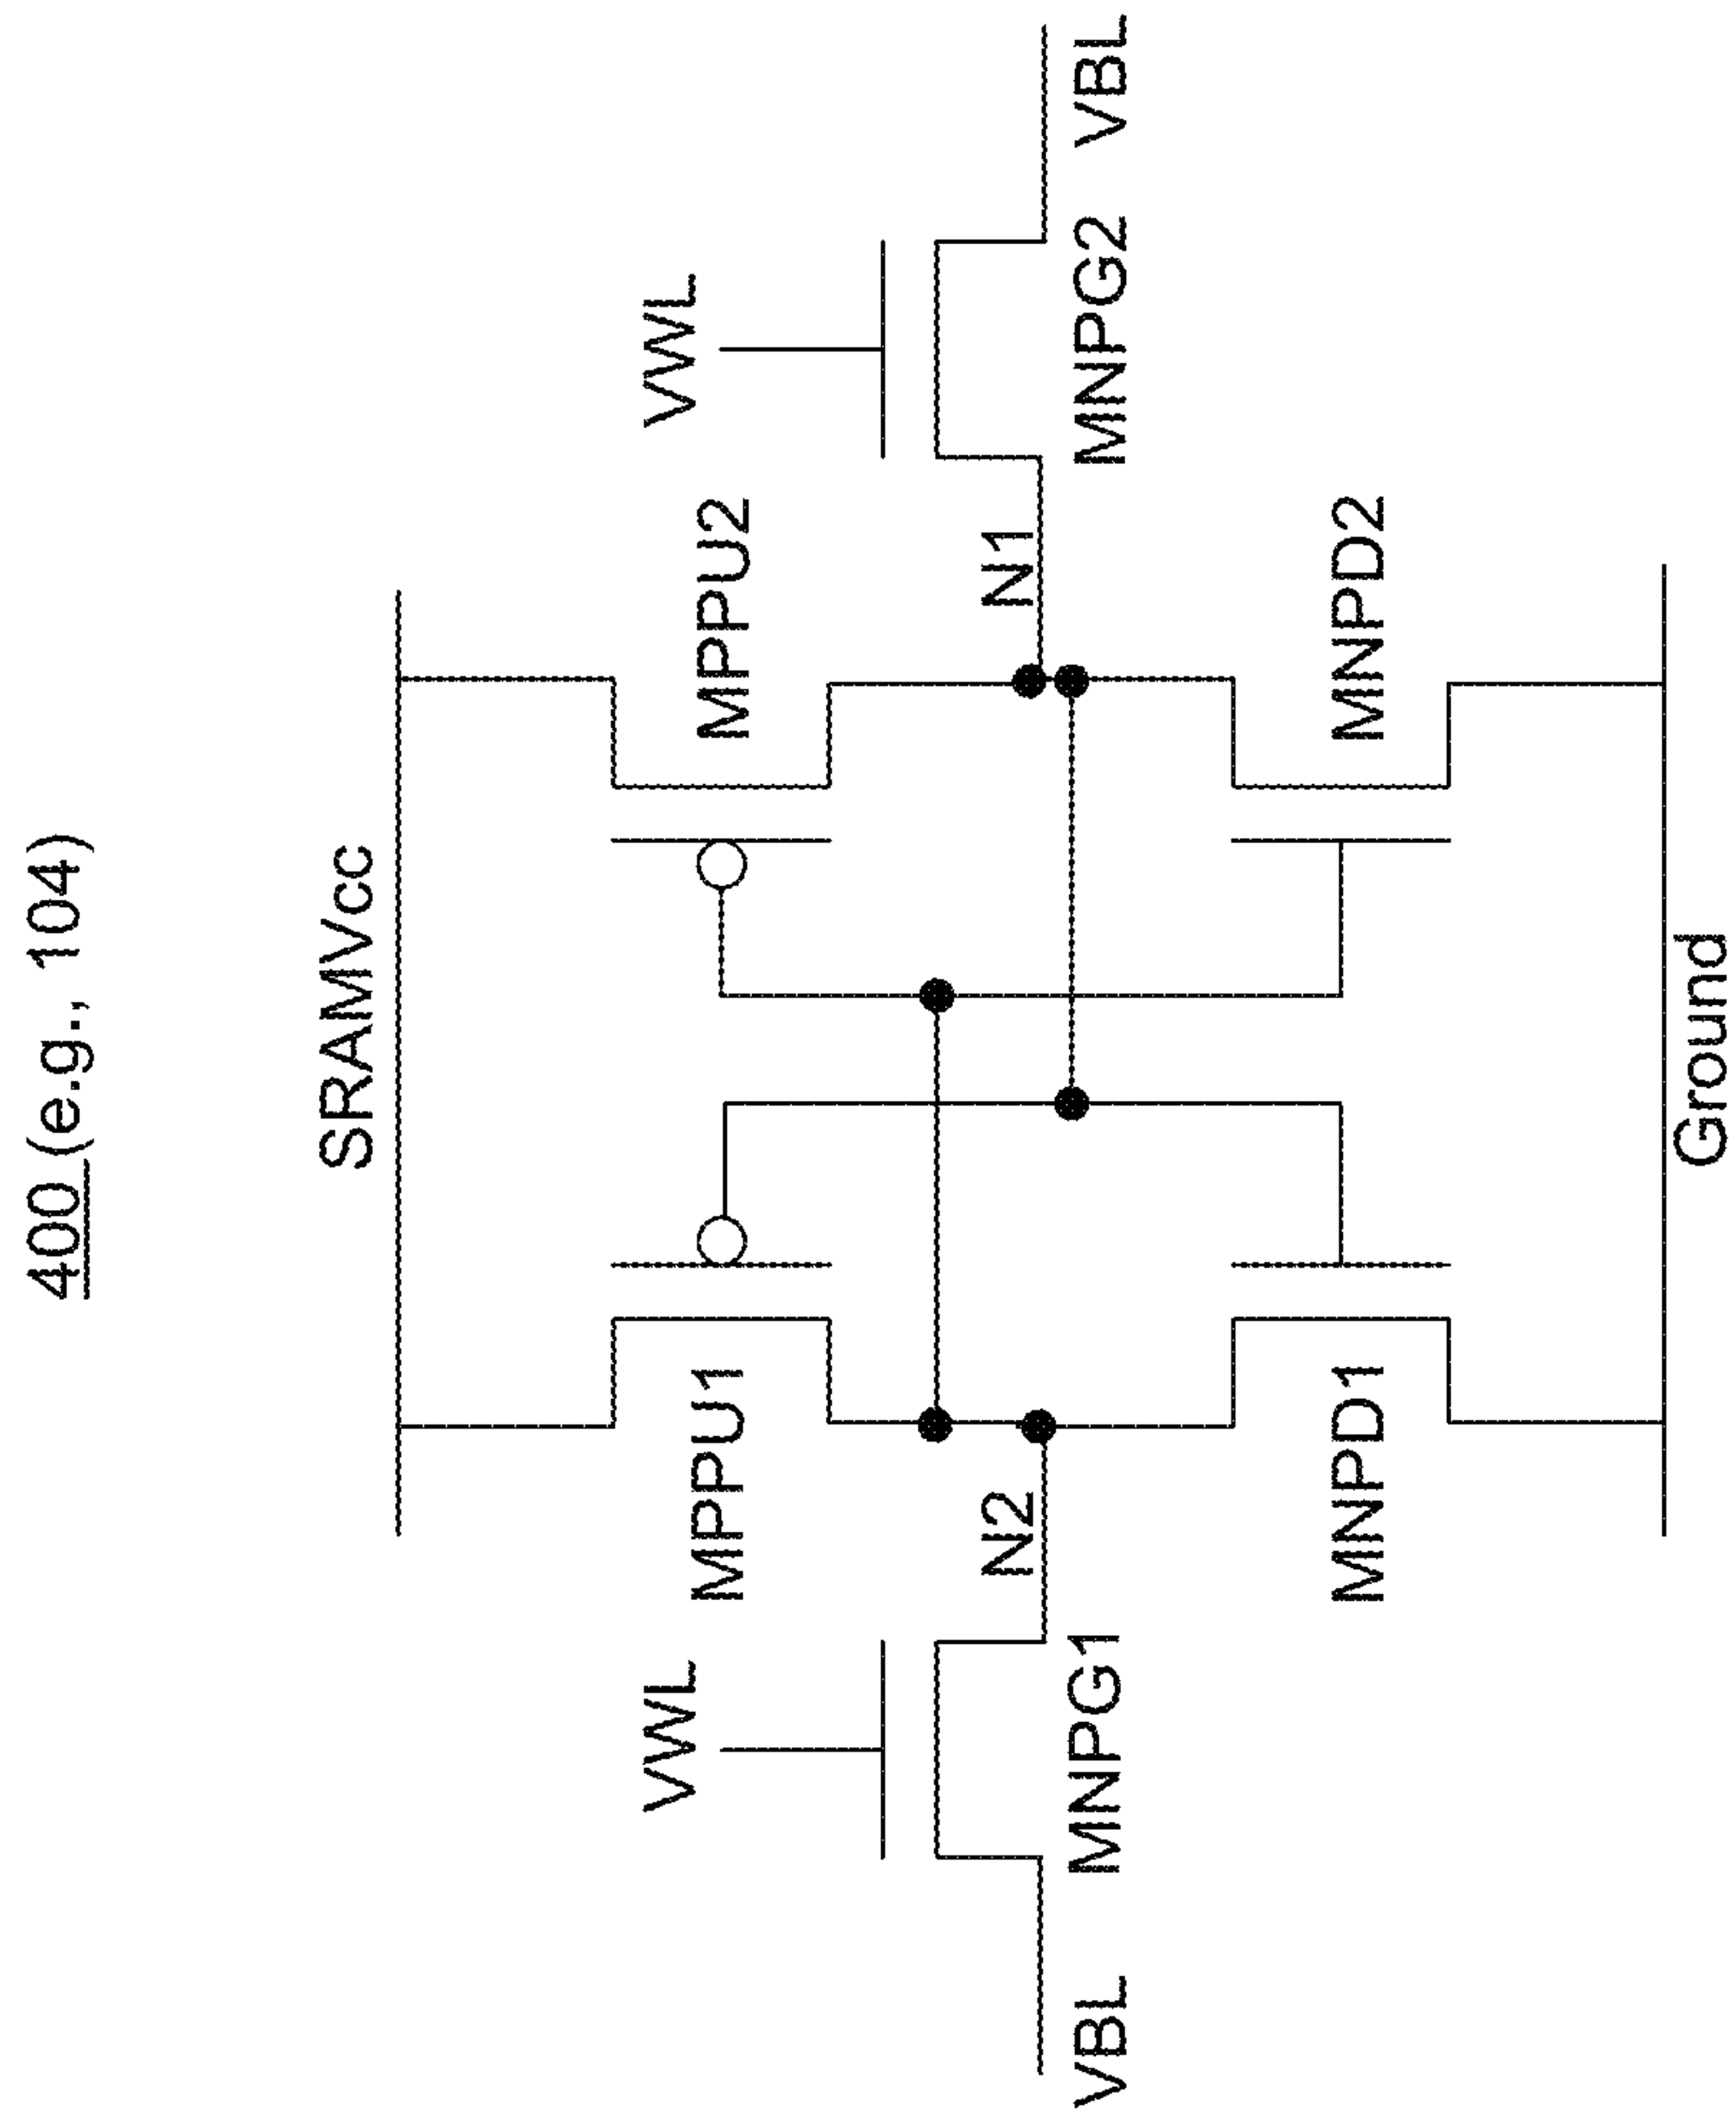 400 (e.g., 104)
SRAMVcc
VWL
VWL
MPPU1
MPPU2
N2
N1
VBL
MNPG1
MNPG2
VBL
MNPD1
MNPD2
Ground